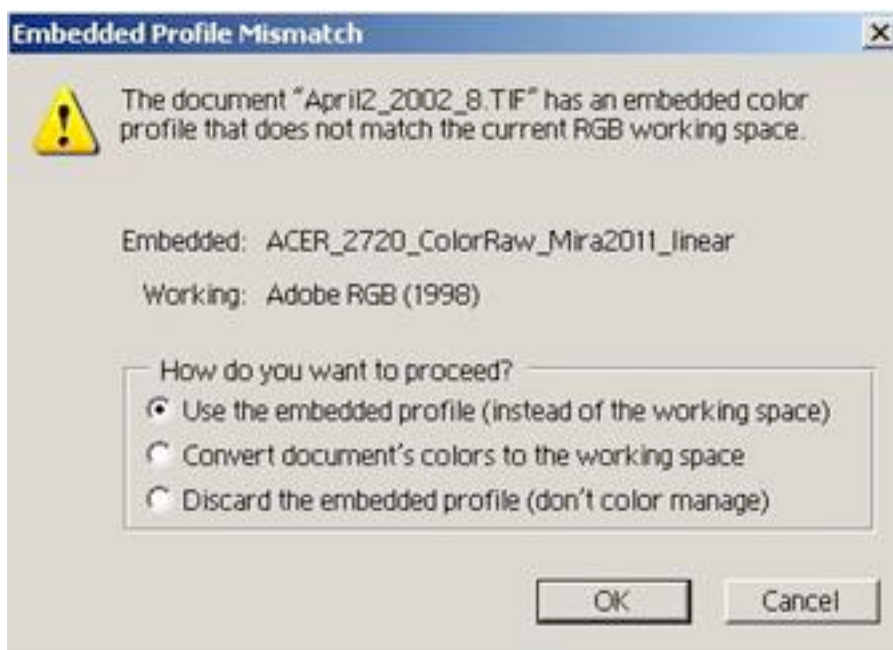 Embedded Profile Mismatch
The document "April2_2002_8.TIF" has an embedded color
profile that does not match the current RGB working space.
Embedded: ACER_2720_ColorRaw_Mira2011_linear
Working: Adobe RGB (1998)
How do you want to proceed?
Use the embedded profile (instead of the working space)
Convert document's colors to the working space
Discard the embedded profile (don't color manage)
OK Cancel